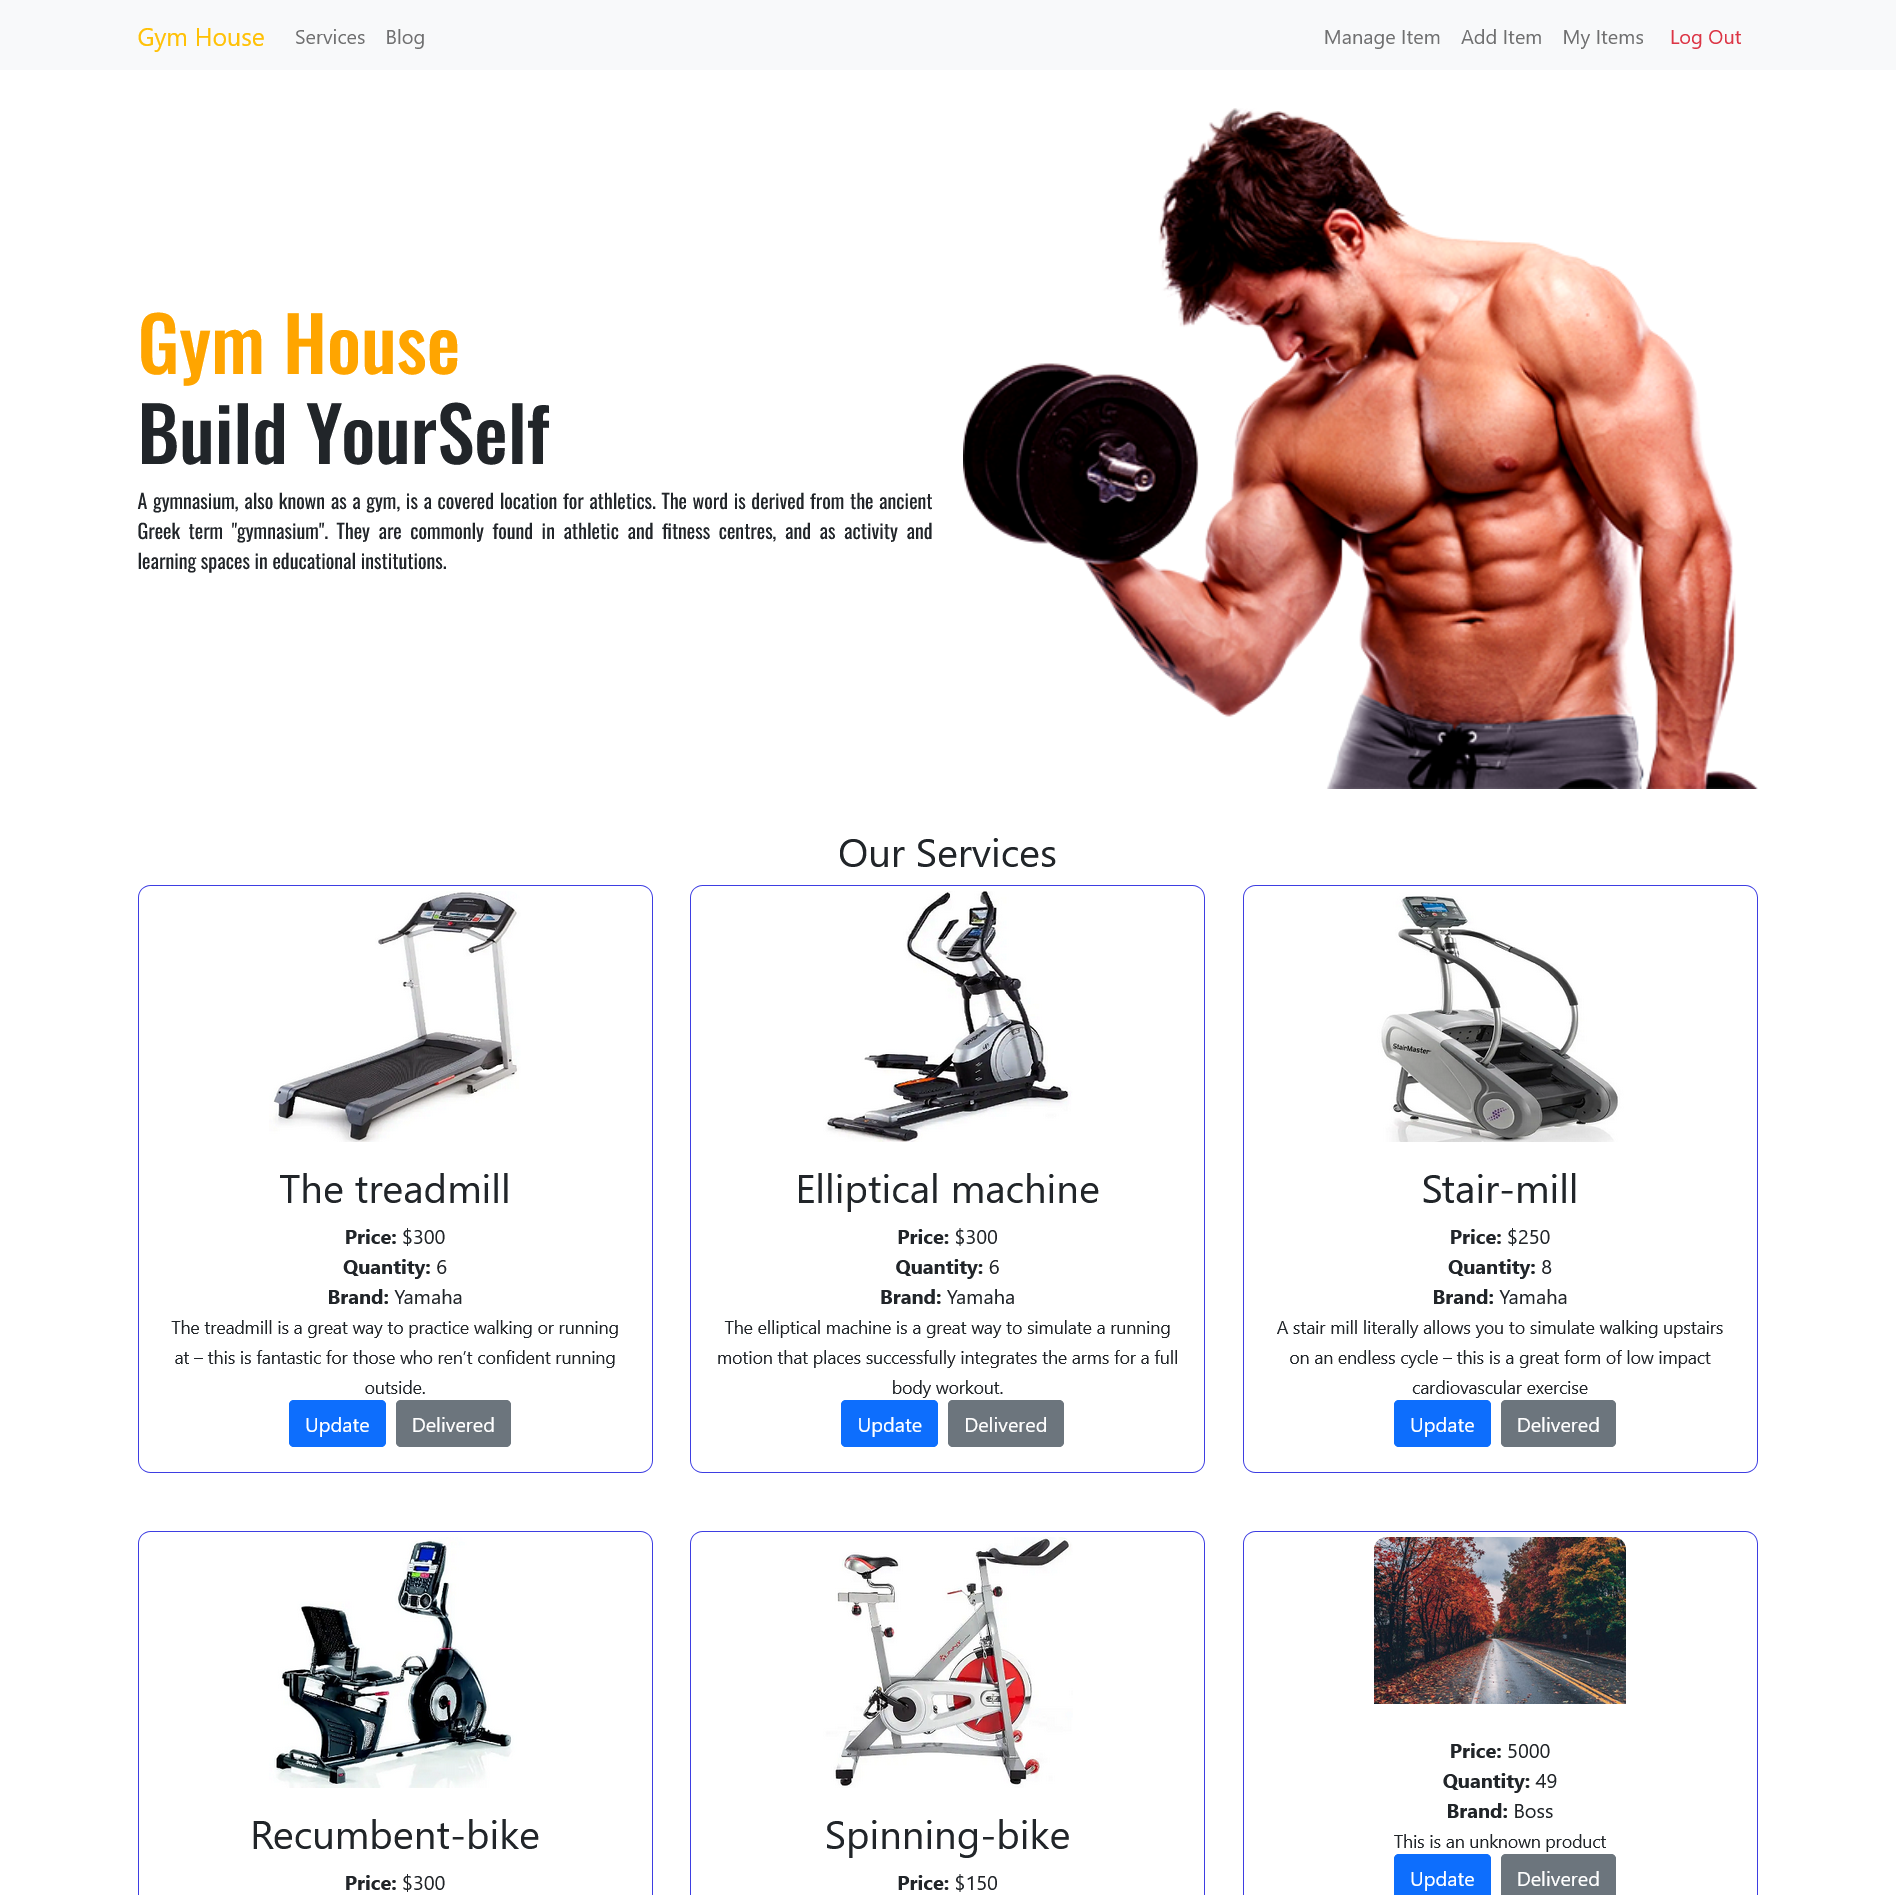 Gym House
Services
Blog
Manage Item
Add Item
My Items
Log Out
Gym House
Build YourSelf
A gymnasium, also known as a gym, is a covered location for athletics. The word is derived from the ancient
Greek term "gymnasium". They are commonly found in athletic and fitness centres, and as activity and
learning spaces in educational institutions.
Our Services
The treadmill
Price: $300
Quantity: 6
Brand: Yamaha
The treadmill is a great way to practice walking or running
at – this is fantastic for those who ren’t confident running
outside.
Update
Delivered
Elliptical machine
Price: $300
Quantity: 6
Brand: Yamaha
The elliptical machine is a great way to simulate a running
motion that places successfully integrates the arms for a full
body workout.
Update
Delivered
StairMaster
Stair-mill
Price: $250
Quantity: 8
Brand: Yamaha
A stair mill literally allows you to simulate walking upstairs
on an endless cycle – this is a great form of low impact
cardiovascular exercise
Update
Delivered
Recumbent-bike
Price: $300
Spinning-bike
Price: $150
Price: 5000
Quantity: 49
Brand: Boss
This is an unknown product
Update
Delivered